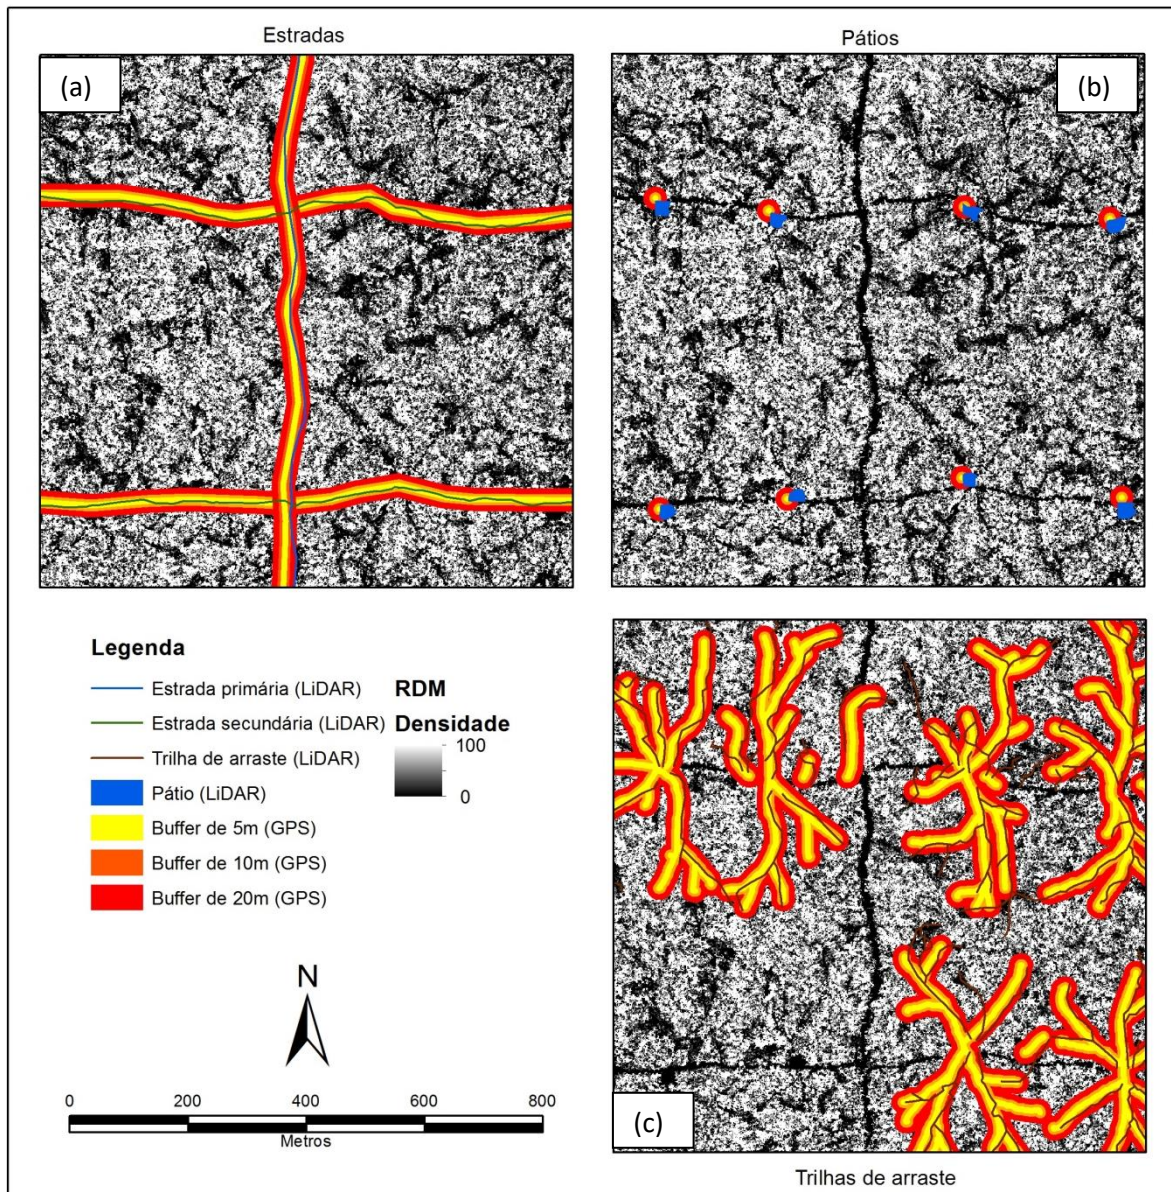 Estradas
Pátios
(a)
(b)
Legenda
Estrada primária (LiDAR)
Estrada secundária (LiDAR)
Trilha de arraste (LiDAR)
Pátio (LiDAR)
Buffer de 5m (GPS)
Buffer de 10m (GPS)
Buffer de 20m (GPS)
RDM
Densidade
100
0
N
0 200 400 600 800
Metros
(c)
Trilhas de arraste